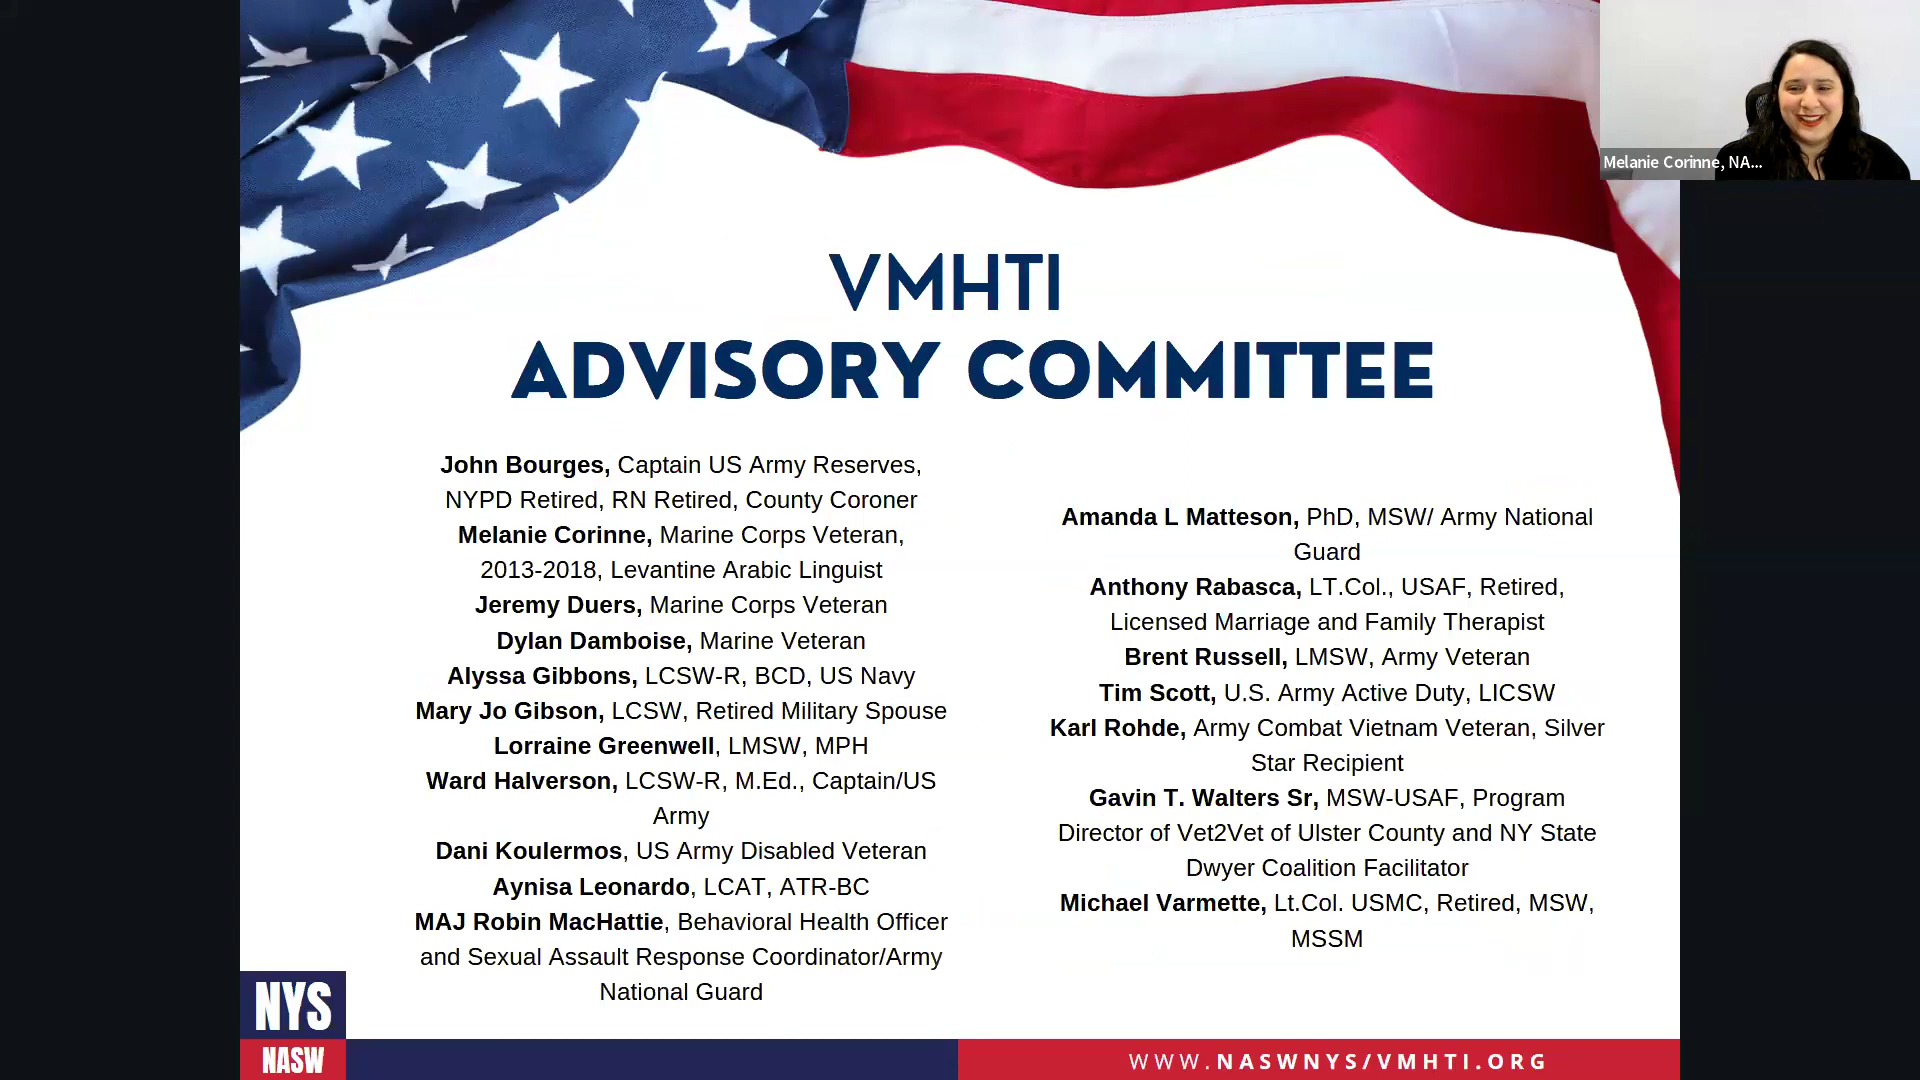 Melanie Corinne, NA...
VMHTI
ADVISORY COMMITTEE
John Bourges, Captain US Army Reserves,
NYPD Retired, RN Retired, County Coroner
Melanie Corinne, Marine Corps Veteran,
2013-2018, Levantine Arabic Linguist
Jeremy Duers, Marine Corps Veteran
Dylan Damboise, Marine Veteran
Alyssa Gibbons, LCSW-R, BCD, US Navy
Mary Jo Gibson, LCSW, Retired Military Spouse
Lorraine Greenwell, LMSW, MPH
Ward Halverson, LCSW-R, M.Ed., Captain/US
Army
Dani Koulermos, US Army Disabled Veteran
Aynisa Leonardo, LCAT, ATR-BC
MAJ Robin MacHattie, Behavioral Health Officer
and Sexual Assault Response Coordinator/Army
National Guard
Amanda L Matteson, PhD, MSW/ Army National
Guard
Anthony Rabasca, LT.Col., USAF, Retired,
Licensed Marriage and Family Therapist
Brent Russell, LMSW, Army Veteran
Tim Scott, U.S. Army Active Duty, LICSW
Karl Rohde, Army Combat Vietnam Veteran, Silver
Star Recipient
Gavin T. Walters Sr, MSW-USAF, Program
Director of Vet2Vet of Ulster County and NY State
Dwyer Coalition Facilitator
Michael Varmette, Lt.Col. USMC, Retired, MSW,
MSSM
NYS
NASW
WWW.NASWNYS/VMHTI.ORG